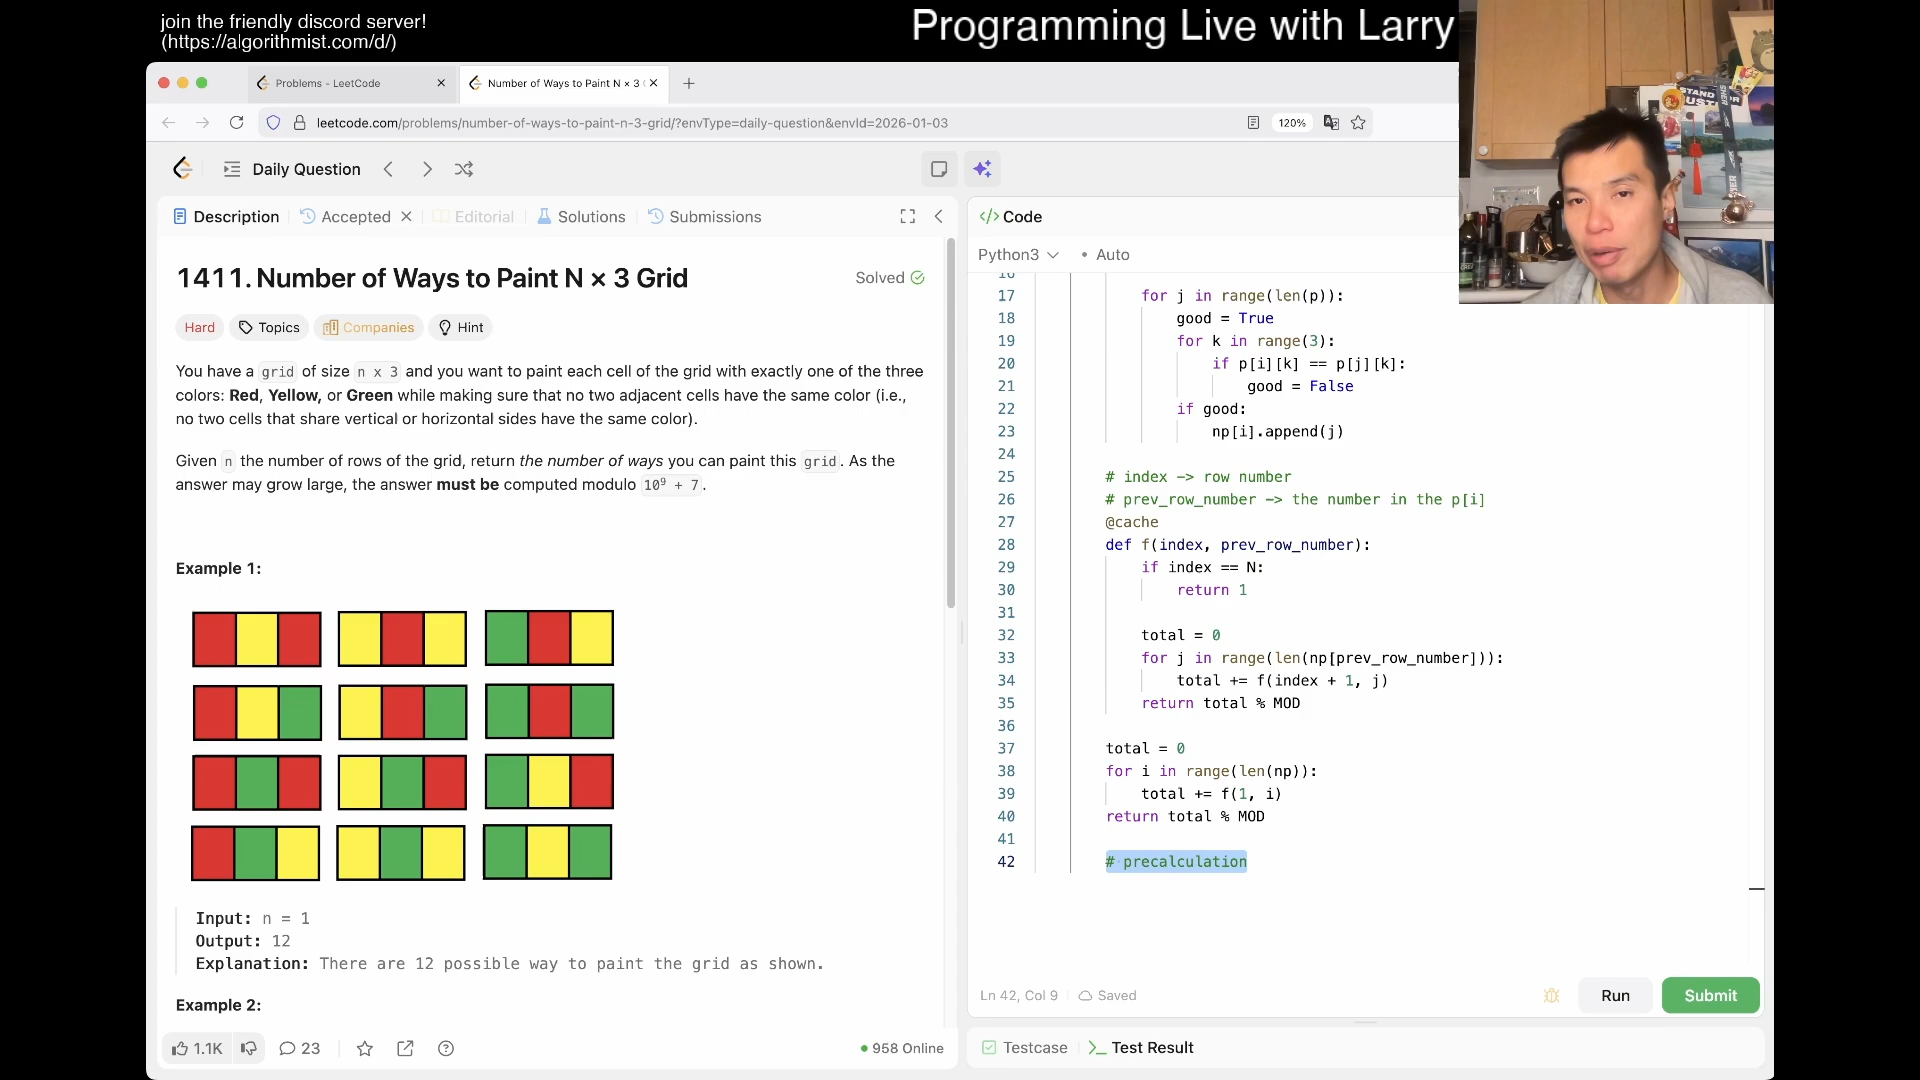 join the friendly discord server!
(https://algorithmist.com/d/)
Programming Live with Larry
Problems - LeetCode
Number of Ways to Paint N × 3
leetcode.com/problems/number-of-ways-to-paint-n-3-grid/?envType=daily-question&envId=2026-01-03
120%
Daily Question
Description
Accepted
Editorial
Solutions
Submissions
1411. Number of Ways to Paint N × 3 Grid
Solved
Hard
Topics
Companies
Hint
You have a grid of size n x 3 and you want to paint each cell of the grid with exactly one of the three
colors: Red, Yellow, or Green while making sure that no two adjacent cells have the same color (i.e.,
no two cells that share vertical or horizontal sides have the same color).
Given n the number of rows of the grid, return the number of ways you can paint this grid. As the
answer may grow large, the answer must be computed modulo 10⁹ + 7.
Example 1:
Input: n = 1
Output: 12
Explanation: There are 12 possible way to paint the grid as shown.
Example 2:
1.1K
23
958 Online
</> Code
Python3
Auto
16
17 for j in range(len(p)):
18 good = True
19 for k in range(3):
20 if p[i][k] == p[j][k]:
21 good = False
22 if good:
23 np[i].append(j)
24
25 # index -> row number
26 # prev_row_number -> the number in the p[i]
27 @cache
28 def f(index, prev_row_number):
29 if index == N:
30 return 1
31
32 total = 0
33 for j in range(len(np[prev_row_number])):
34 total += f(index + 1, j)
35 return total % MOD
36
37 total = 0
38 for i in range(len(np)):
39 total += f(1, i)
40 return total % MOD
41
42 # precalculation
Ln 42, Col 9
Saved
Run
Submit
Testcase
Test Result